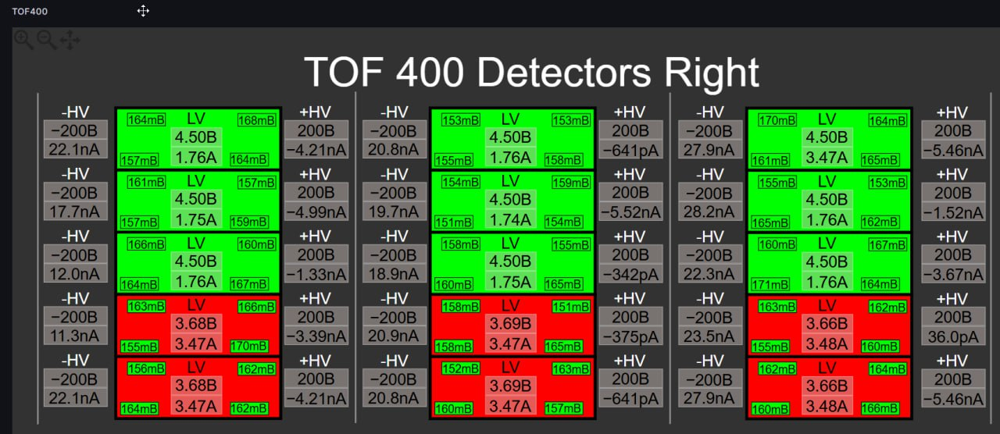 TOF400
TOF 400 Detectors Right
-HV 164mB LV 168mB +HV -HV 153mB LV 153mB +HV -HV 170mB LV 164mB +HV
−200B 4.50B 200B −200B 4.50B 200B −200B 4.50B 200B
22.1nA 157mB 1.76A 164mB −4.21nA 20.8nA 155mB 1.76A 158mB −641pA 27.9nA 161mB 3.47A 165mB −5.46nA
-HV 161mB LV 157mB +HV -HV 154mB LV 159mB +HV -HV 155mB LV 153mB +HV
−200B 4.50B 200B −200B 4.50B 200B −200B 4.50B 200B
17.7nA 157mB 1.75A 159mB −4.99nA 19.7nA 151mB 1.74A 154mB −5.52nA 28.2nA 165mB 1.76A 162mB −1.52nA
-HV 166mB LV 160mB +HV -HV 158mB LV 155mB +HV -HV 160mB LV 167mB +HV
−200B 4.50B 200B −200B 4.50B 200B −200B 4.50B 200B
12.0nA 164mB 1.76A 167mB −1.33nA 18.9nA 160mB 1.75A 165mB −342pA 22.3nA 171mB 1.76A 164mB −3.67nA
-HV 163mB LV 166mB +HV -HV 158mB LV 151mB +HV -HV 163mB LV 162mB +HV
−200B 3.68B 200B −200B 3.69B 200B −200B 3.66B 200B
11.3nA 155mB 3.47A 170mB −3.39nA 20.9nA 158mB 3.47A 165mB −375pA 23.5nA 155mB 3.48A 160mB 36.0pA
-HV 156mB LV 162mB +HV -HV 152mB LV 163mB +HV -HV 162mB LV 164mB +HV
−200B 3.68B 200B −200B 3.69B 200B −200B 3.66B 200B
22.1nA 164mB 3.47A 162mB −4.21nA 20.8nA 160mB 3.47A 157mB −641pA 27.9nA 160mB 3.48A 166mB −5.46nA